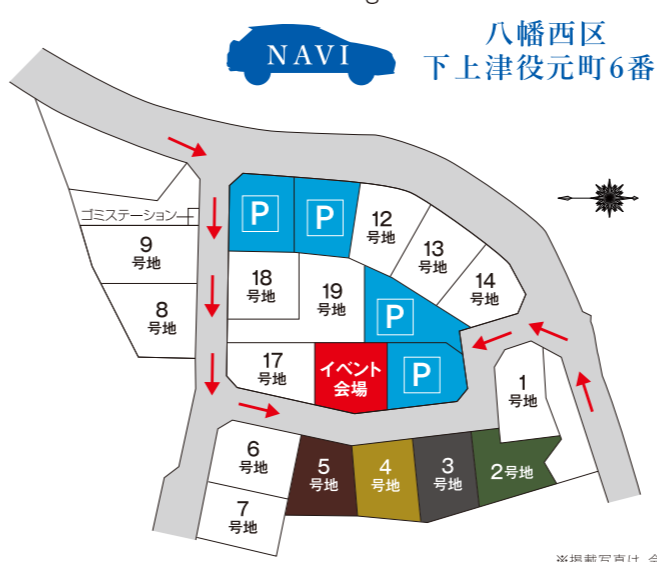 NAVI
八幡西区
下上津役元町6番
ゴミステーション
P
P
12
号地
13
号地
14
号地
9
号地
8
号地
18
号地
19
号地
P
17
号地
イベント
会場
P
1
号地
6
号地
5
号地
4
号地
3
号地
2号地
7
号地